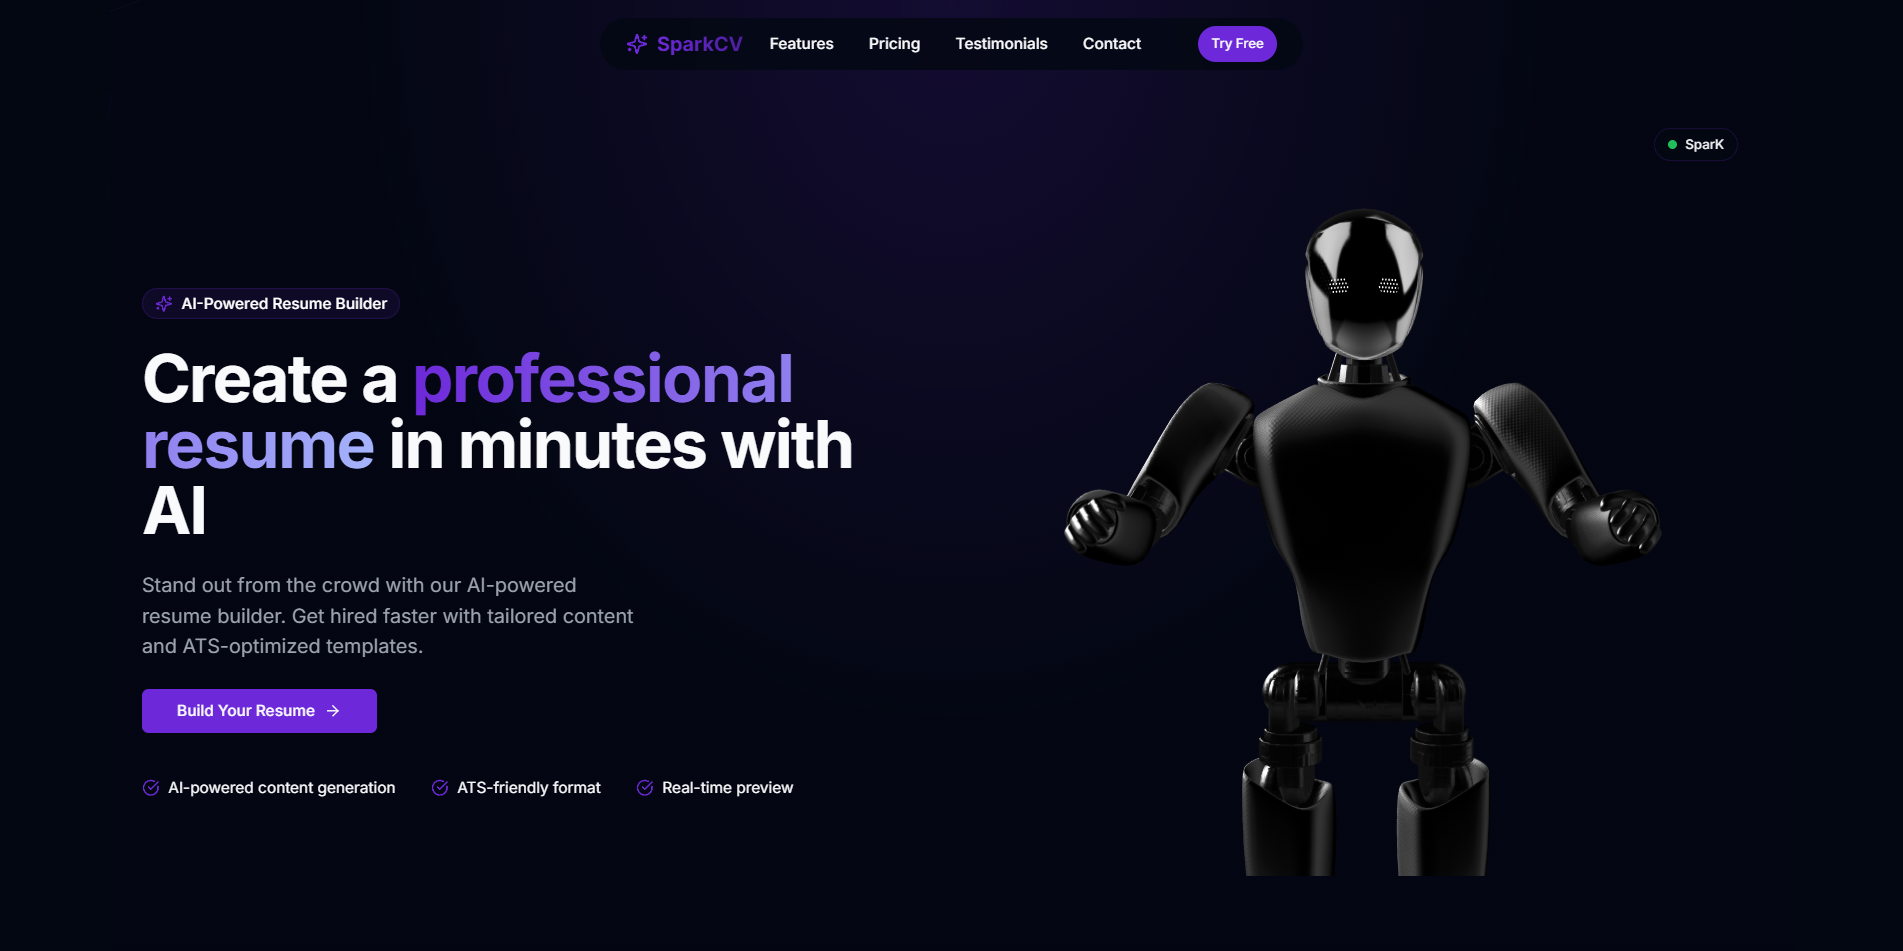 SparkCV Features Pricing Testimonials Contact Try Free
SparK
AI-Powered Resume Builder
Create a professional
resume in minutes with
AI
Stand out from the crowd with our AI-powered
resume builder. Get hired faster with tailored content
and ATS-optimized templates.
Build Your Resume
AI-powered content generation ATS-friendly format Real-time preview